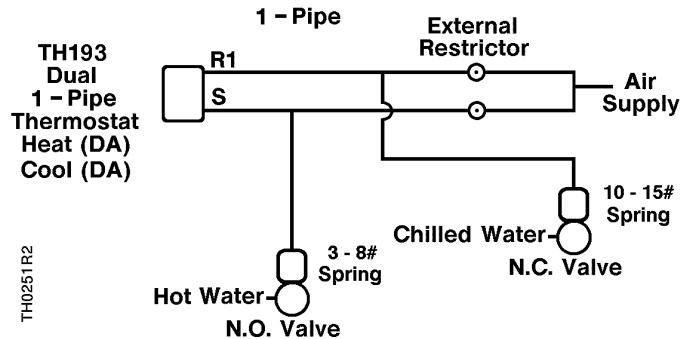 1 – Pipe
External
Restrictor
TH193
Dual
1 – Pipe
Thermostat
Heat (DA)
Cool (DA)
R1
S
Air
Supply
10 - 15#
Spring
Chilled Water
N.C. Valve
3 - 8#
Spring
Hot Water
N.O. Valve
TH0251R2